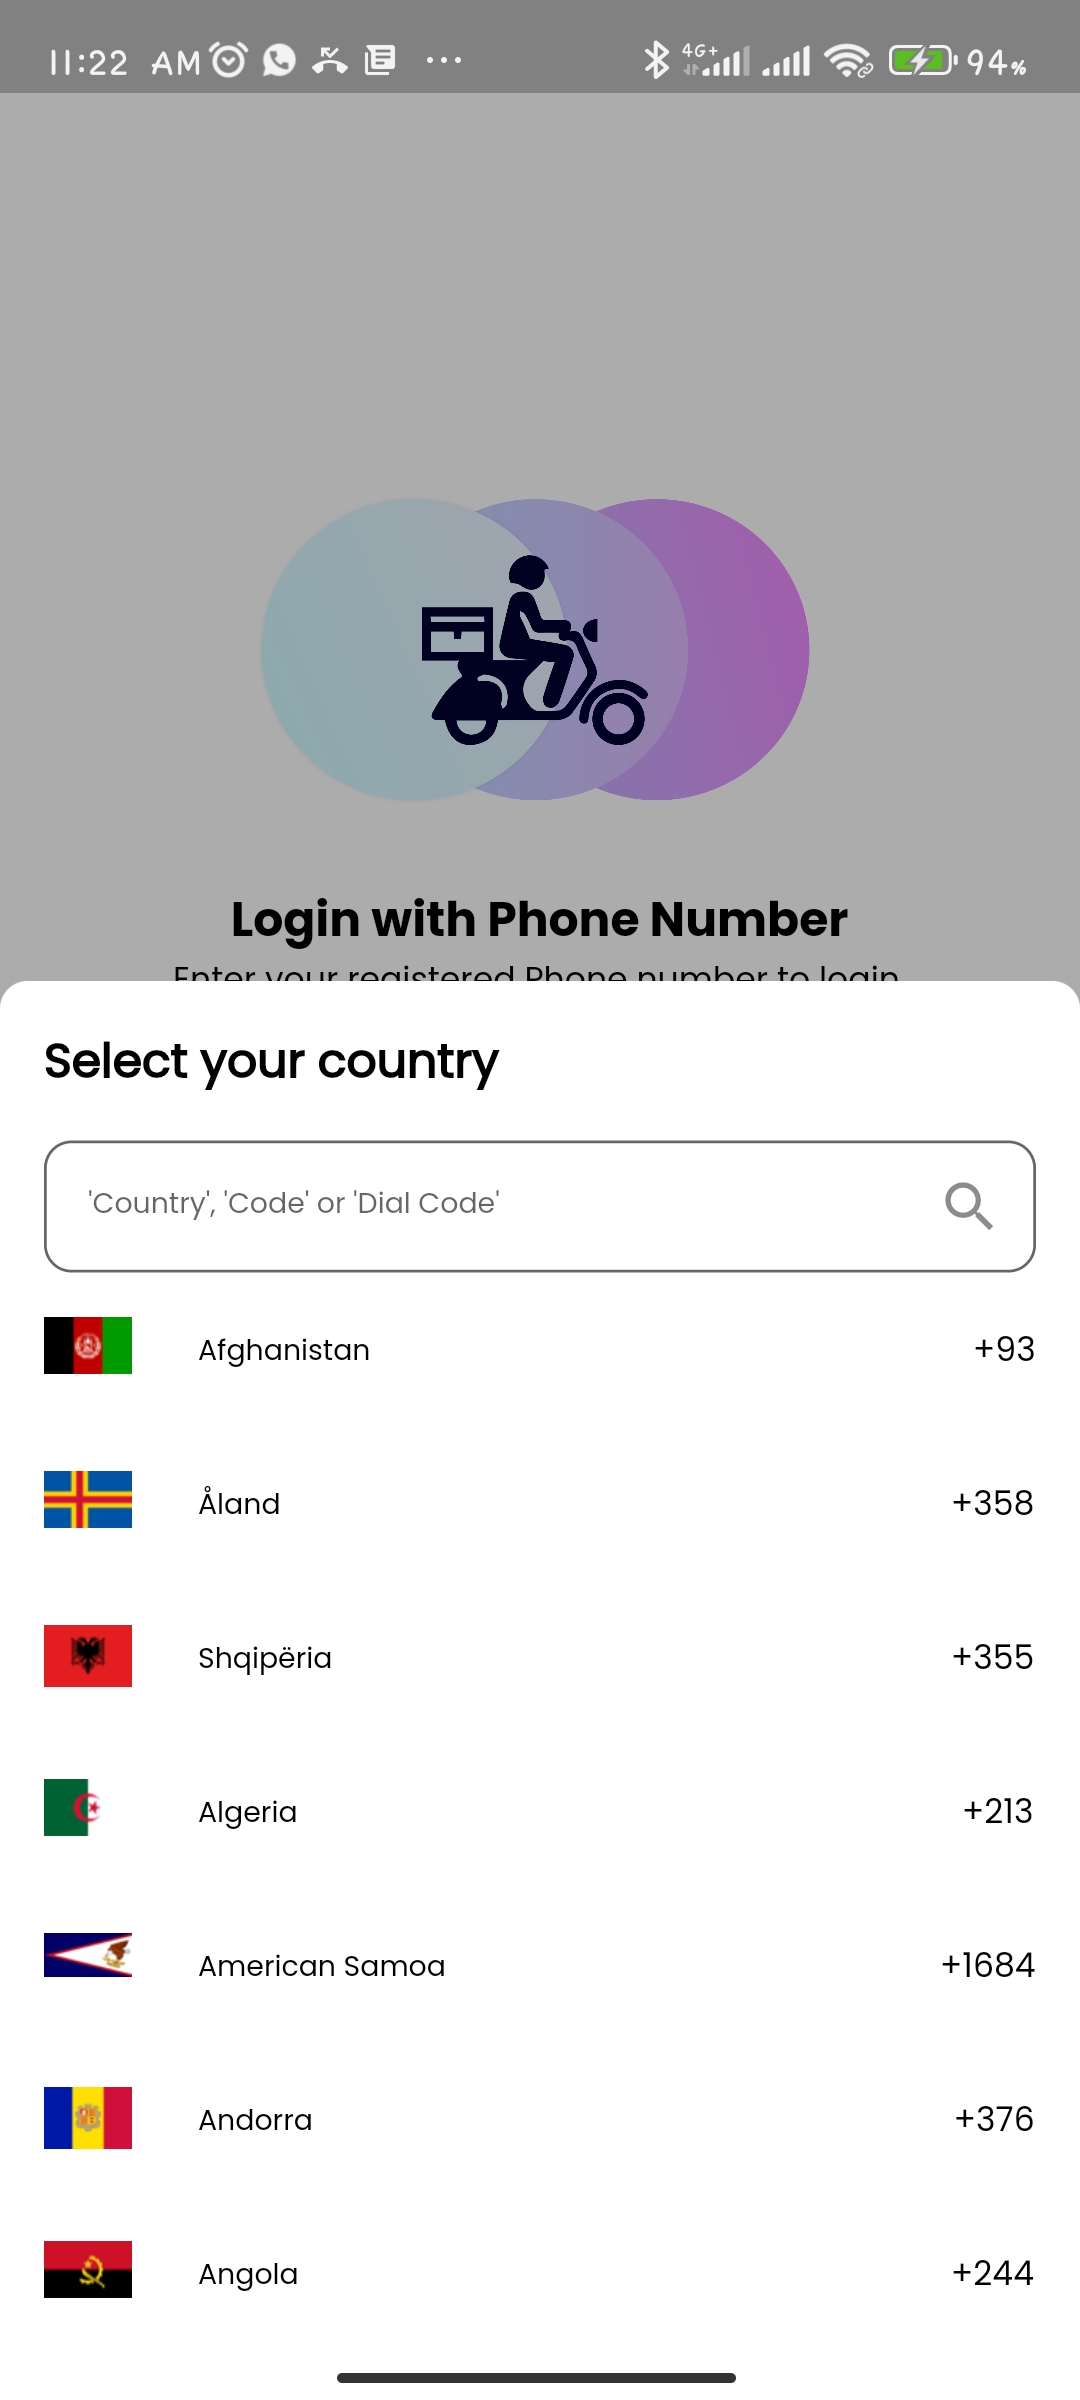 11:22 AM 4G+ 94%
Login with Phone Number
Enter your registered Phone number to login
Select your country
'Country', 'Code' or 'Dial Code'
Afghanistan +93
Åland +358
Shqipëria +355
Algeria +213
American Samoa +1684
Andorra +376
Angola +244